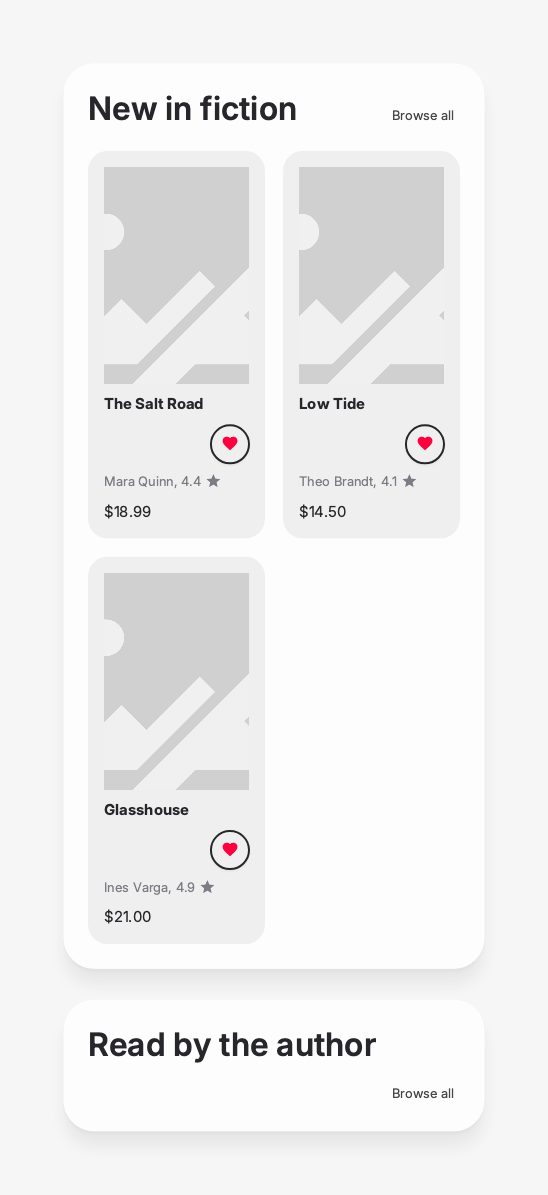 New in fiction
Browse all
The Salt Road
Mara Quinn, 4.4
$18.99
Low Tide
Theo Brandt, 4.1
$14.50
Glasshouse
Ines Varga, 4.9
$21.00
Read by the author
Browse all